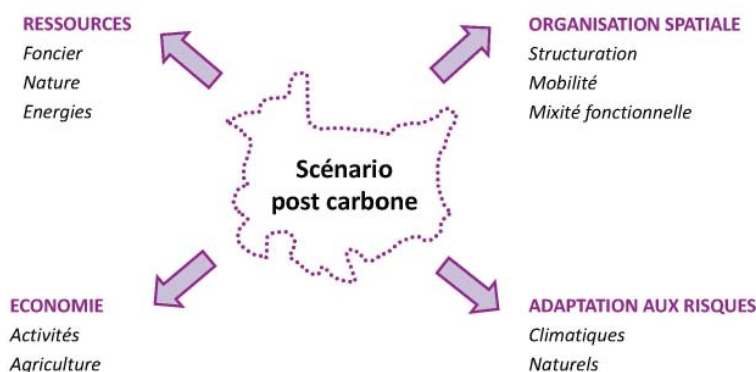 RESSOURCES
Foncier
Nature
Energies
ORGANISATION SPATIALE
Structuration
Mobilité
Mixité fonctionnelle
Scénario
post carbone
ECONOMIE
Activités
Agriculture
ADAPTATION AUX RISQUES
Climatiques
Naturels